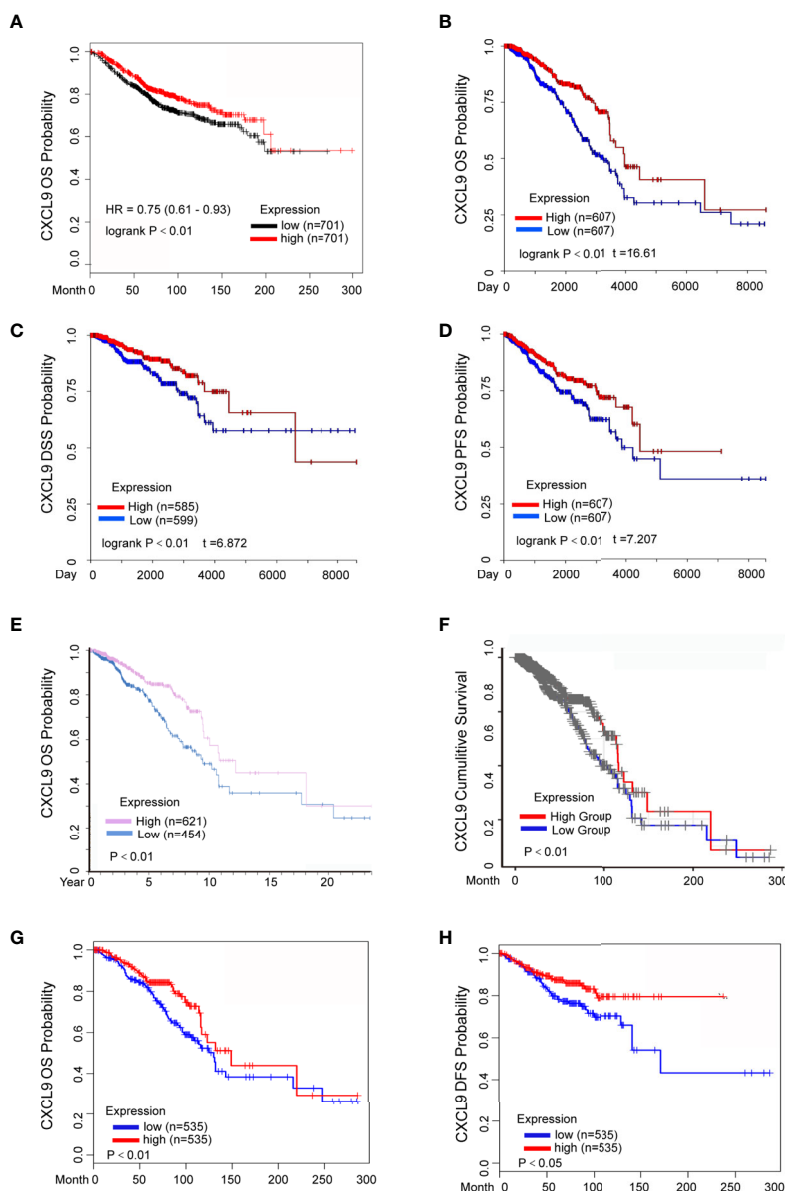 A
CXCL9 OS Probability
1.0
0.8
0.6
0.4
0.2
0.0
HR = 0.75 (0.61 - 0.93)
logrank P < 0.01
Expression
low (n=701)
high (n=701)
Month 0 50 100 150 200 250 300
B
CXCL9 OS Probability
1.0
0.75
0.5
0.25
0
Expression
High (n=607)
Low (n=607)
logrank P < 0.01 t =16.61
Day 0 2000 4000 6000 8000
C
CXCL9 DSS Probability
1.0
0.75
0.5
0.25
0
Expression
High (n=585)
Low (n=599)
logrank P < 0.01 t =6.872
Day 0 2000 4000 6000 8000
D
CXCL9 PFS Probability
1.0
0.75
0.5
0.25
0
Expression
High (n=607)
Low (n=607)
logrank P < 0.01 t =7.207
Day 0 2000 4000 6000 8000
E
CXCL9 OS Probability
1.0
0.9
0.8
0.7
0.6
0.5
0.4
0.3
0.2
0.1
0.0
Expression
High (n=621)
Low (n=454)
P < 0.01
Year 0 5 10 15 20
F
CXCL9 Cumulitive Survival
1.0
0.8
0.6
0.4
0.2
0.0
Expression
High Group
Low Group
P < 0.01
Month 0 100 200 300
G
CXCL9 OS Probability
1.0
0.8
0.6
0.4
0.2
0.0
Expression
low (n=535)
high (n=535)
P < 0.01
Month 0 50 100 150 200 250 300
H
CXCL9 DFS Probability
1.0
0.8
0.6
0.4
0.2
0.0
Expression
low (n=535)
high (n=535)
P < 0.05
Month 0 50 100 150 200 250 300